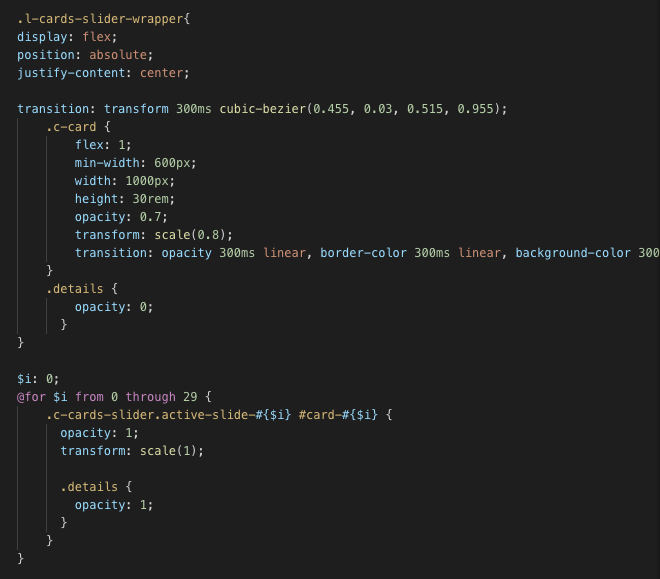 .l-cards-slider-wrapper{
display: flex;
position: absolute;
justify-content: center;
transition: transform 300ms cubic-bezier(0.455, 0.03, 0.515, 0.955);
.c-card {
flex: 1;
min-width: 600px;
width: 1000px;
height: 30rem;
opacity: 0.7;
transform: scale(0.8);
transition: opacity 300ms linear, border-color 300ms linear, background-color 300
}
.details {
opacity: 0;
}
}
$i: 0;
@for $i from 0 through 29 {
.c-cards-slider.active-slide-#{$i} #card-#{$i} {
opacity: 1;
transform: scale(1);
.details {
opacity: 1;
}
}
}